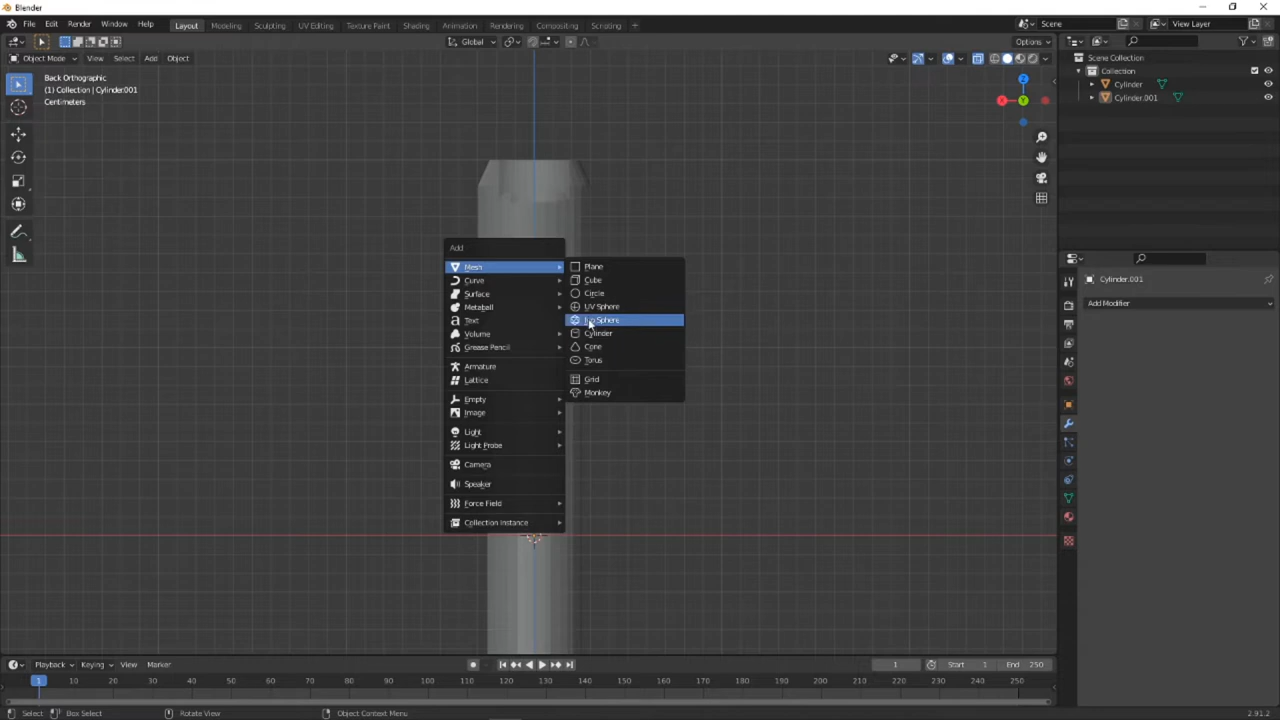 Blender
File Edit Render Window Help Layout Modeling Sculpting UV Editing Texture Paint Shading Animation Rendering Compositing Scripting + Scene View Layer
Global Options
Object Mode View Select Add Object
Back Orthographic
(1) Collection | Cylinder.001
Centimeters
Z
X
Y
Scene Collection
Collection
Cylinder
Cylinder.001
Add
Mesh
Curve
Surface
Metaball
Text
Volume
Grease Pencil
Armature
Lattice
Empty
Image
Light
Light Probe
Camera
Speaker
Force Field
Collection Instance
Plane
Cube
Circle
UV Sphere
Ico Sphere
Cylinder
Cone
Torus
Grid
Monkey
Cylinder.001
Add Modifier
Playback Keying View Marker 1 Start 1 End 250
1 10 20 30 40 50 60 70 80 90 100 110 120 130 140 150 160 170 180 190 200 210 220 230 240 250
Select Box Select Rotate View Object Context Menu 2.91.2